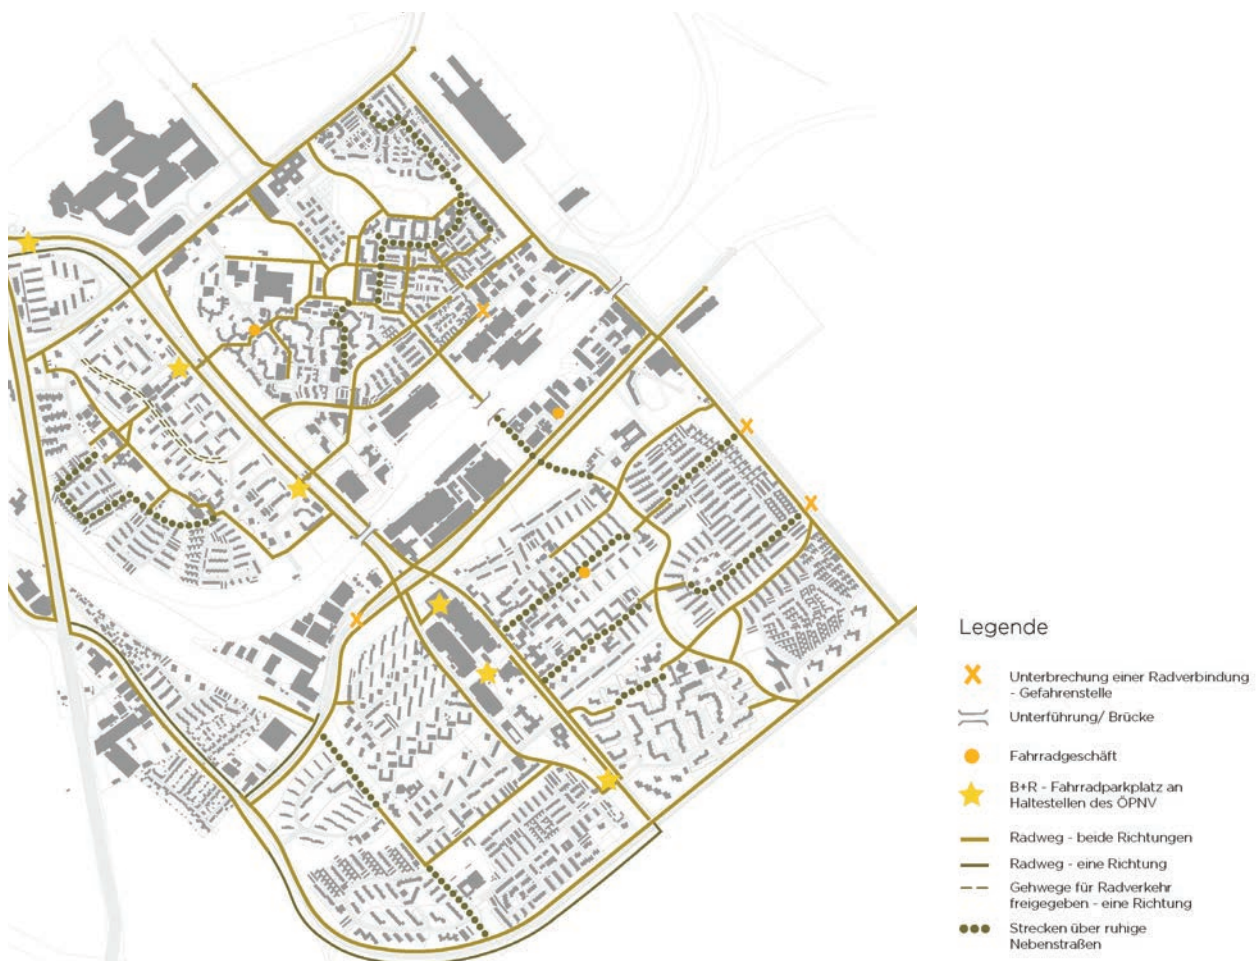 Legende
Unterbrechung einer Radverbindung
- Gefahrenstelle
Unterführung/ Brücke
Fahrradgeschäft
B+R - Fahrradparkplatz an
Haltestellen des ÖPNV
Radweg - beide Richtungen
Radweg - eine Richtung
Gehwege für Radverkehr
freigegeben - eine Richtung
Strecken über ruhige
Nebenstraßen